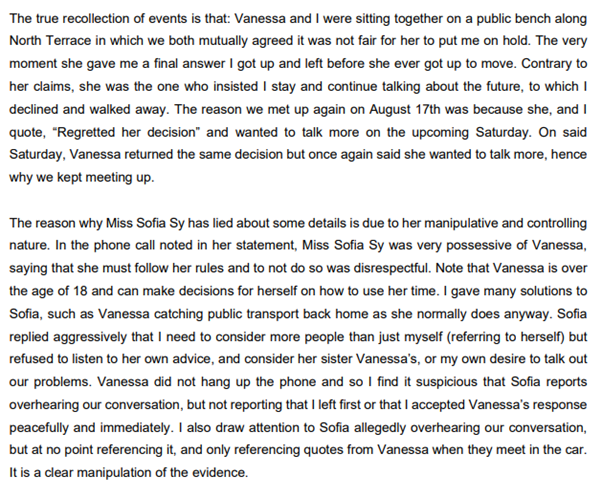 The true recollection of events is that: Vanessa and I were sitting together on a public bench along
North Terrace in which we both mutually agreed it was not fair for her to put me on hold. The very
moment she gave me a final answer I got up and left before she ever got up to move. Contrary to
her claims, she was the one who insisted I stay and continue talking about the future, to which I
declined and walked away. The reason we met up again on August 17th was because she, and I
quote, “Regretted her decision” and wanted to talk more on the upcoming Saturday. On said
Saturday, Vanessa returned the same decision but once again said she wanted to talk more, hence
why we kept meeting up.

The reason why Miss Sofia Sy has lied about some details is due to her manipulative and controlling
nature. In the phone call noted in her statement, Miss Sofia Sy was very possessive of Vanessa,
saying that she must follow her rules and to not do so was disrespectful. Note that Vanessa is over
the age of 18 and can make decisions for herself on how to use her time. I gave many solutions to
Sofia, such as Vanessa catching public transport back home as she normally does anyway. Sofia
replied aggressively that I need to consider more people than just myself (referring to herself) but
refused to listen to her own advice, and consider her sister Vanessa’s, or my own desire to talk out
our problems. Vanessa did not hang up the phone and so I find it suspicious that Sofia reports
overhearing our conversation, but not reporting that I left first or that I accepted Vanessa’s response
peacefully and immediately. I also draw attention to Sofia allegedly overhearing our conversation,
but at no point referencing it, and only referencing quotes from Vanessa when they meet in the car.
It is a clear manipulation of the evidence.